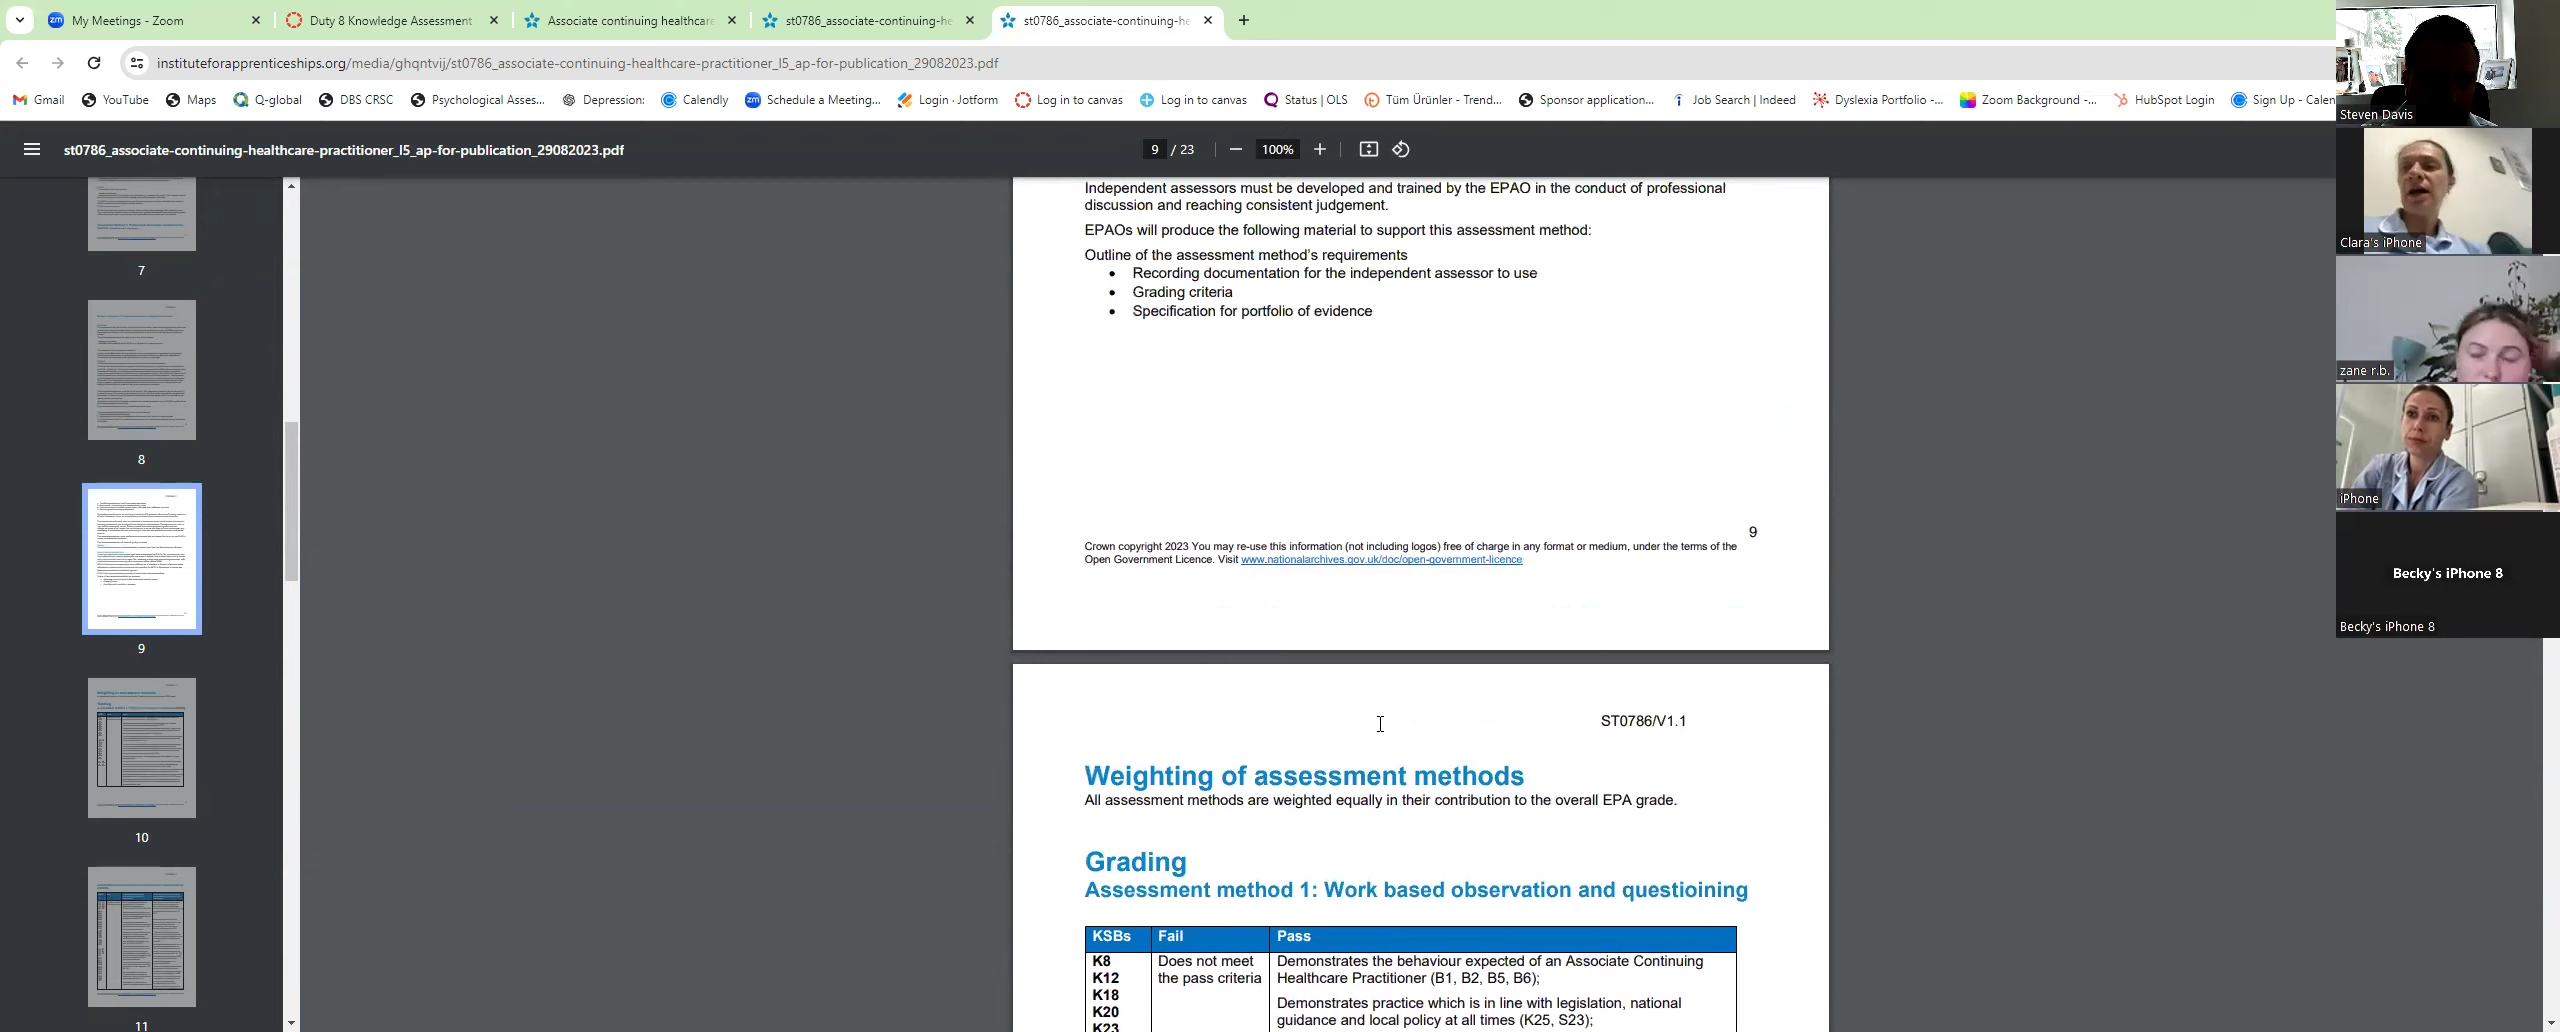 My Meetings - Zoom
Duty 8 Knowledge Assessment
Associate continuing healthcare
st0786_associate-continuing-he
st0786_associate-continuing-he
instituteforapprenticeships.org/media/ghqntvij/st0786_associate-continuing-healthcare-practitioner_l5_ap-for-publication_29082023.pdf
Gmail
YouTube
Maps
Q-global
DBS CRSC
Psychological Asses...
Depression:
Calendly
Schedule a Meeting...
Login · Jotform
Log in to canvas
Log in to canvas
Status | OLS
Tüm Ürünler - Trend...
Sponsor application...
Job Search | Indeed
Dyslexia Portfolio -...
Zoom Background -...
HubSpot Login
Sign Up - Calen
st0786_associate-continuing-healthcare-practitioner_l5_ap-for-publication_29082023.pdf
9 / 23
100%
7
8
9
10
11
Independent assessors must be developed and trained by the EPAO in the conduct of professional
discussion and reaching consistent judgement.
EPAOs will produce the following material to support this assessment method:
Outline of the assessment method's requirements
• Recording documentation for the independent assessor to use
• Grading criteria
• Specification for portfolio of evidence
9
Crown copyright 2023 You may re-use this information (not including logos) free of charge in any format or medium, under the terms of the
Open Government Licence. Visit www.nationalarchives.gov.uk/doc/open-government-licence
ST0786/V1.1
Weighting of assessment methods
All assessment methods are weighted equally in their contribution to the overall EPA grade.
Grading
Assessment method 1: Work based observation and questioining
KSBs Fail Pass
K8 Does not meet Demonstrates the behaviour expected of an Associate Continuing
K12 the pass criteria Healthcare Practitioner (B1, B2, B5, B6);
K18
Demonstrates practice which is in line with legislation, national
K20 guidance and local policy at all times (K25, S23);
K23
Steven Davis
Clara's iPhone
zane r.b.
iPhone
Becky's iPhone 8
Becky's iPhone 8